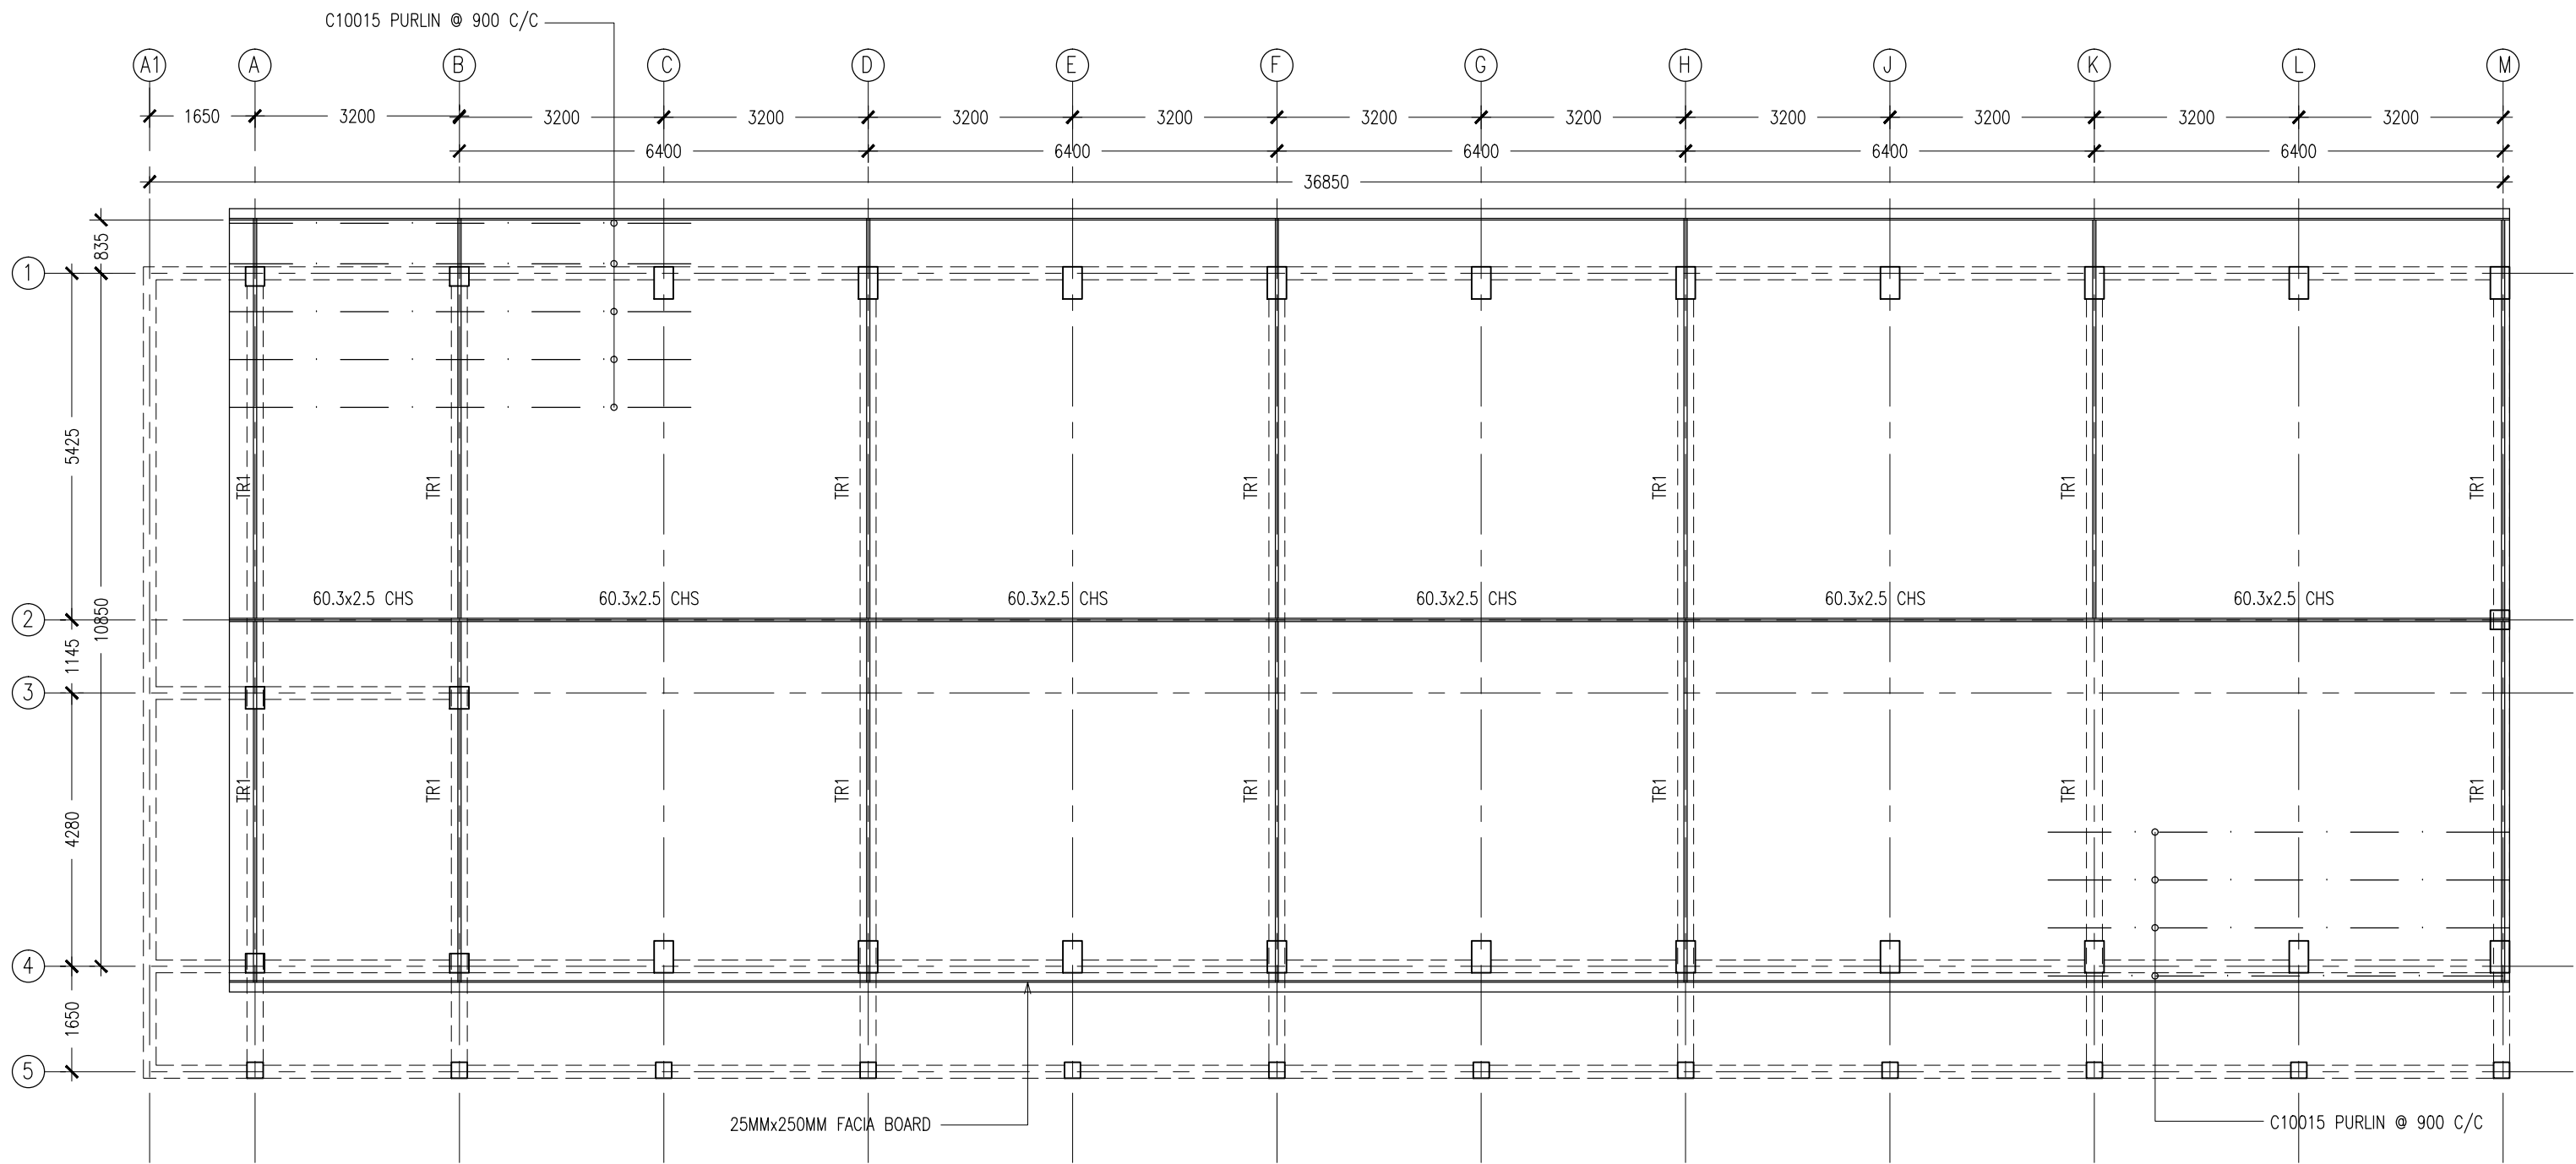 C10015 PURLIN @ 900 C/C
A1 A B C D E F G H J K L M
1650 3200 3200 3200 3200 3200 3200 3200 3200 3200 3200 3200
6400 6400 6400 6400 6400
36850
835
1
5425
10850
TR1 TR1 TR1 TR1 TR1 TR1 TR1
60.3x2.5 CHS 60.3x2.5 CHS 60.3x2.5 CHS 60.3x2.5 CHS 60.3x2.5 CHS 60.3x2.5 CHS
2
1145
3
TR1 TR1 TR1 TR1 TR1 TR1 TR1
4280
4
1650
5
25MMx250MM FACIA BOARD
C10015 PURLIN @ 900 C/C